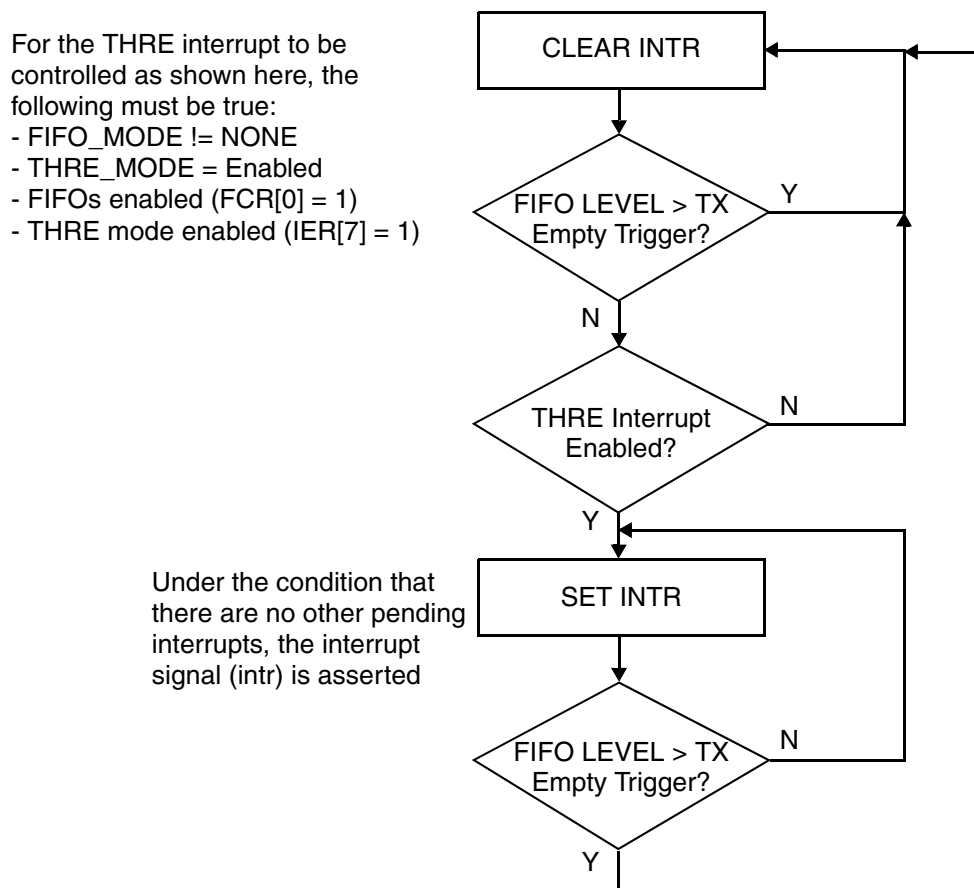 For the THRE interrupt to be
controlled as shown here, the
following must be true:
- FIFO_MODE != NONE
- THRE_MODE = Enabled
- FIFOs enabled (FCR[0] = 1)
- THRE mode enabled (IER[7] = 1)
CLEAR INTR
FIFO LEVEL > TX
Empty Trigger?
Y
N
THRE Interrupt
Enabled?
N
Y
Under the condition that
there are no other pending
interrupts, the interrupt
signal (intr) is asserted
SET INTR
FIFO LEVEL > TX
Empty Trigger?
N
Y